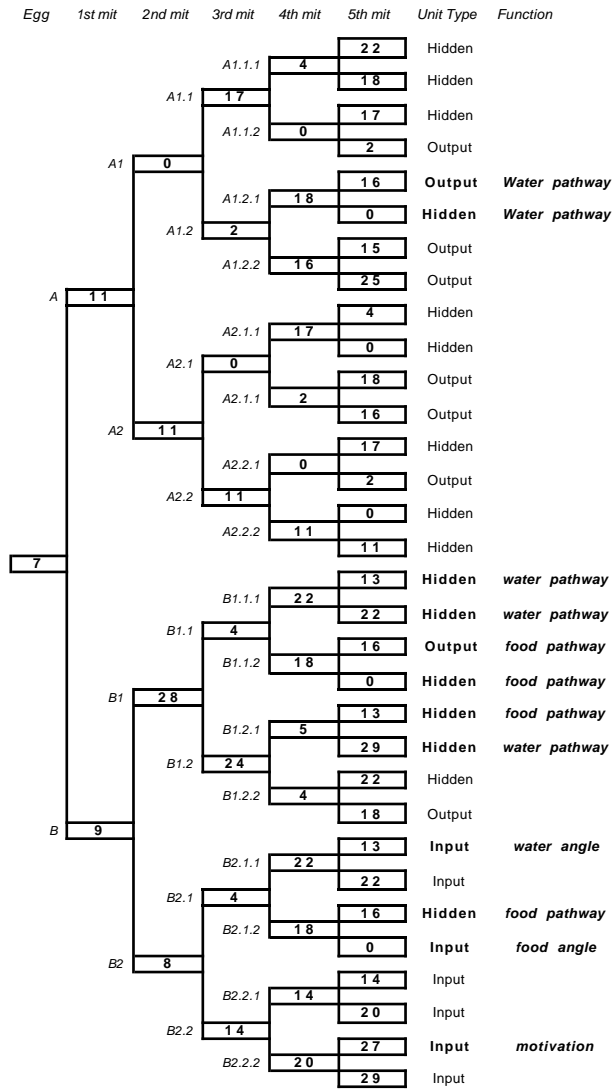 Egg 1st mit 2nd mit 3rd mit 4th mit 5th mit Unit Type Function
22 Hidden
A1.1.1 4
18 Hidden
A1.1 17
17 Hidden
A1.1.2 0
2 Output
A1 0
16 Output Water pathway
A1.2.1 18
0 Hidden Water pathway
A1.2 2
15 Output
A1.2.2 16
25 Output
A 11
4 Hidden
A2.1.1 17
0 Hidden
A2.1 0
18 Output
A2.1.1 2
16 Output
A2 11
17 Hidden
A2.2.1 0
2 Output
A2.2 11
0 Hidden
A2.2.2 11
11 Hidden
7
13 Hidden water pathway
B1.1.1 22
22 Hidden water pathway
B1.1 4
16 Output food pathway
B1.1.2 18
0 Hidden food pathway
B1 28
13 Hidden food pathway
B1.2.1 5
29 Hidden water pathway
B1.2 24
22 Hidden
B1.2.2 4
18 Output
B 9
13 Input water angle
B2.1.1 22
22 Input
B2.1 4
16 Hidden food pathway
B2.1.2 18
0 Input food angle
B2 8
14 Input
B2.2.1 14
20 Input
B2.2 14
27 Input motivation
B2.2.2 20
29 Input